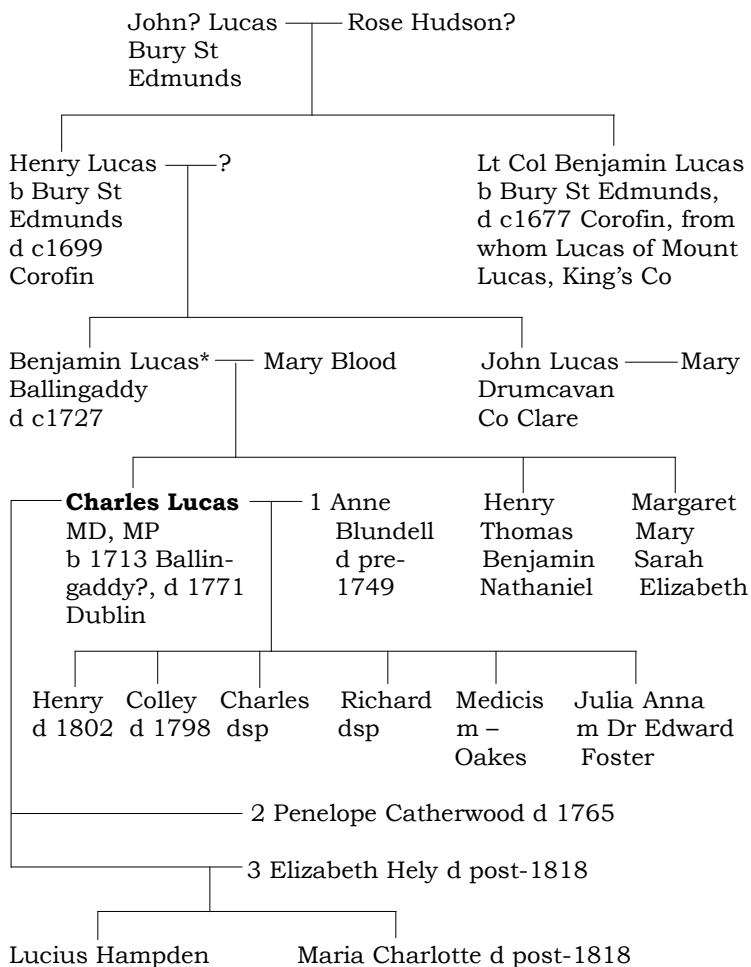 John? Lucas Rose Hudson?
Bury St
Edmunds
Henry Lucas ?
b Bury St
Edmunds
d c1699
Corofin
Lt Col Benjamin Lucas
b Bury St Edmunds,
d c1677 Corofin, from
whom Lucas of Mount
Lucas, King's Co
Benjamin Lucas* Mary Blood
Ballingaddy
d c1727
John Lucas Mary
Drumcavan
Co Clare
Charles Lucas
MD, MP
b 1713 Ballin-
gaddy?, d 1771
Dublin
1 Anne
Blundell
d pre-
1749
Henry
Thomas
Benjamin
Nathaniel
Margaret
Mary
Sarah
Elizabeth
Henry
d 1802
Colley
d 1798
Charles
dsp
Richard
dsp
Medicis
m –
Oakes
Julia Anna
m Dr Edward
Foster
2 Penelope Catherwood d 1765
3 Elizabeth Hely d post-1818
Lucius Hampden Maria Charlotte d post-1818